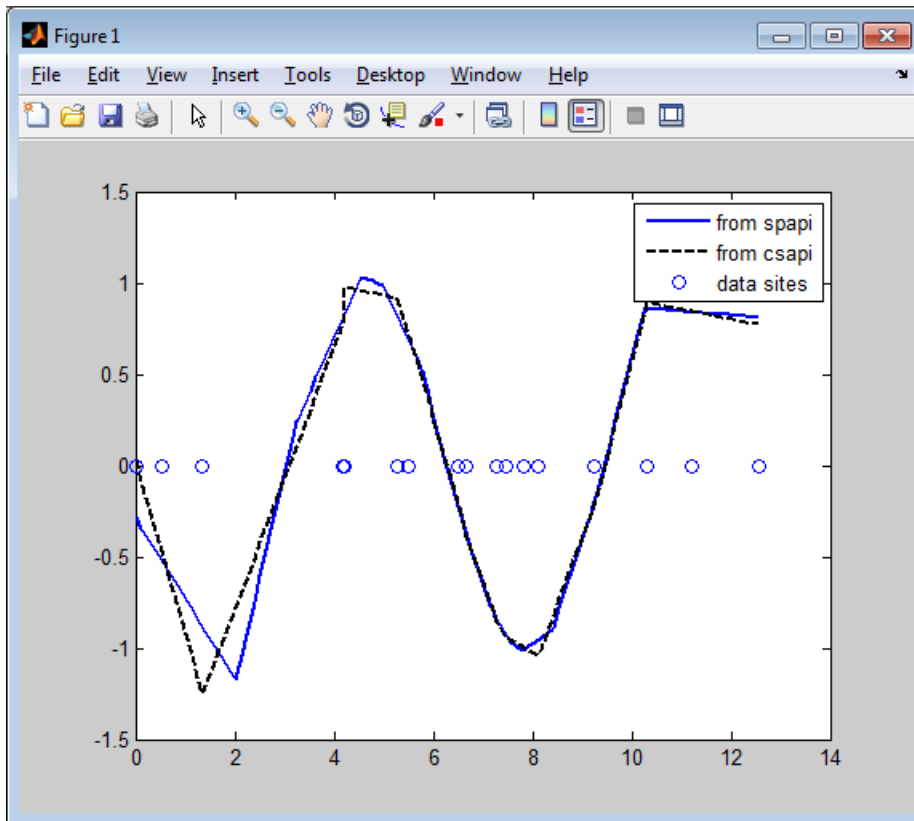 Figure 1
File Edit View Insert Tools Desktop Window Help
1.5
1
0.5
0
-0.5
-1
-1.5
0 2 4 6 8 10 12 14
from spapi
from csapi
data sites